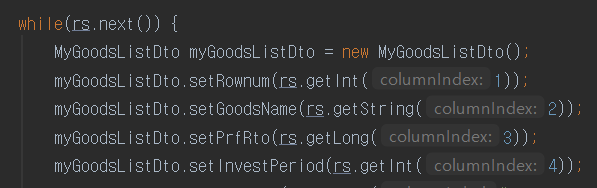 while(rs.next()) {
MyGoodsListDto myGoodsListDto = new MyGoodsListDto();
myGoodsListDto.setRownum(rs.getInt( columnIndex: 1));
myGoodsListDto.setGoodsName(rs.getString( columnIndex: 2));
myGoodsListDto.setPrfRto(rs.getLong( columnIndex: 3));
myGoodsListDto.setInvestPeriod(rs.getInt( columnIndex: 4));